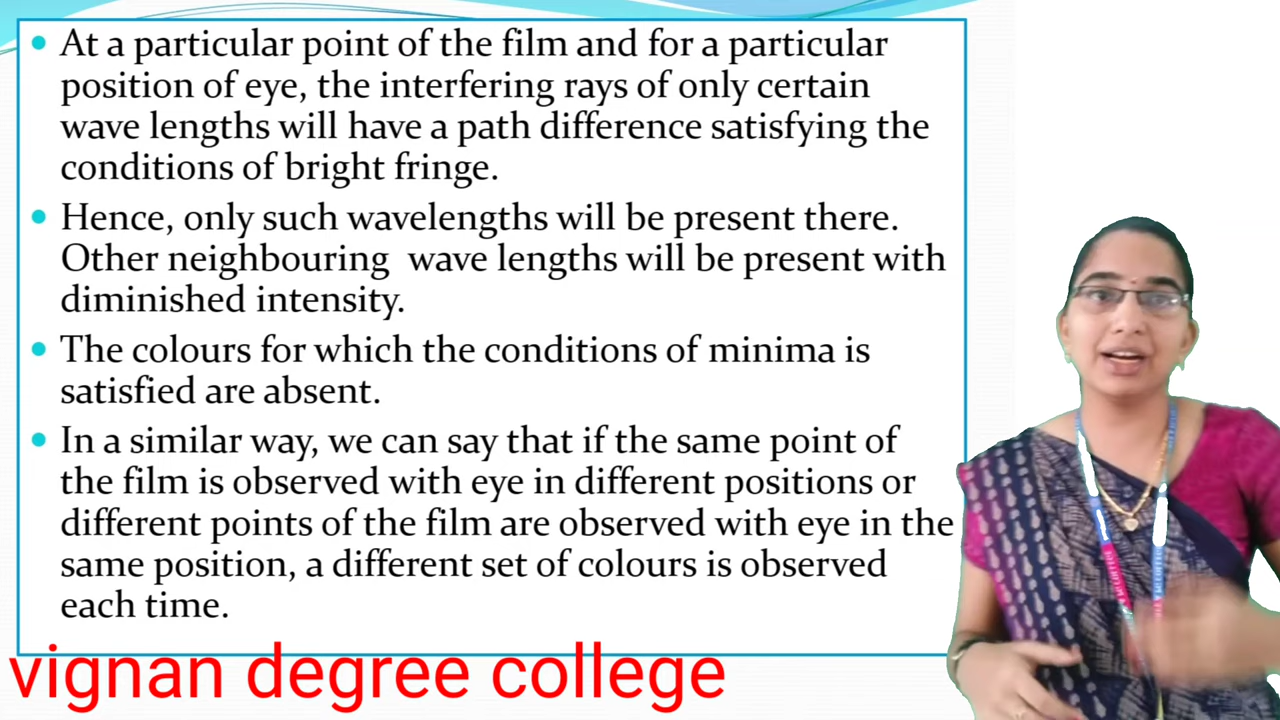 At a particular point of the film and for a particular
position of eye, the interfering rays of only certain
wave lengths will have a path difference satisfying the
conditions of bright fringe.
Hence, only such wavelengths will be present there.
Other neighbouring wave lengths will be present with
diminished intensity.
The colours for which the conditions of minima is
satisfied are absent.
In a similar way, we can say that if the same point of
the film is observed with eye in different positions or
different points of the film are observed with eye in the
same position, a different set of colours is observed
each time.
vignan degree college